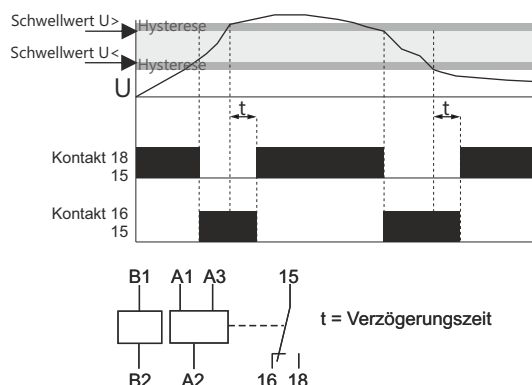 Schwellwert U>
Hysterese
Schwellwert U<
Hysterese
U
t
t
Kontakt 18
15
Kontakt 16
15
B1 A1 A3 15
t = Verzögerungszeit
B2 A2 16 18